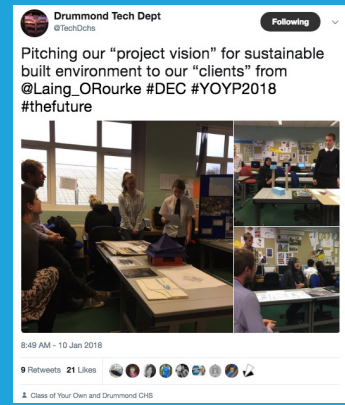 Drummond Tech Dept
@TechDchs
Following
Pitching our “project vision” for sustainable
built environment to our “clients” from
@Laing_ORourke #DEC #YOYP2018
#thefuture
8:49 AM - 10 Jan 2018
9 Retweets 21 Likes
Class of Your Own and Drummond CHS